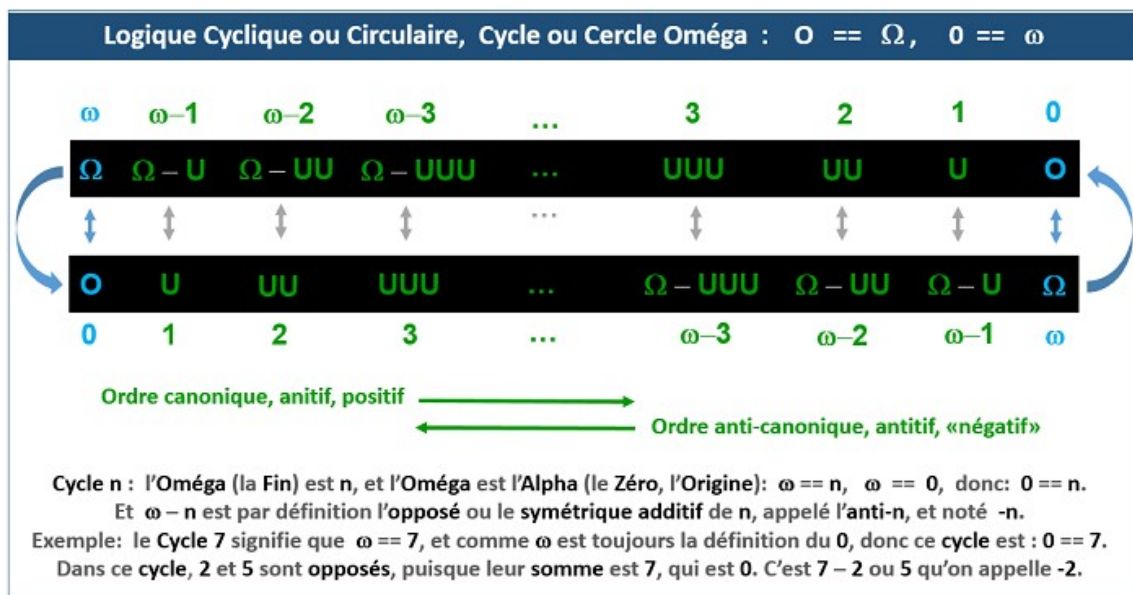 Logique Cyclique ou Circulaire, Cycle ou Cercle Oméga : O == Ω, 0 == ω
ω ω–1 ω–2 ω–3 ... 3 2 1 0
Ω Ω – U Ω – UU Ω – UUU ... UUU UU U O
...
O U UU UUU ... Ω – UUU Ω – UU Ω – U Ω
0 1 2 3 ... ω–3 ω–2 ω–1 ω
Ordre canonique, anitif, positif
Ordre anti-canonique, antitif, «négatif»
Cycle n : l'Oméga (la Fin) est n, et l'Oméga est l'Alpha (le Zéro, l'Origine): ω == n, ω == 0, donc: 0 == n.
Et ω – n est par définition l'opposé ou le symétrique additif de n, appelé l'anti-n, et noté -n.
Exemple: le Cycle 7 signifie que ω == 7, et comme ω est toujours la définition du 0, donc ce cycle est : 0 == 7.
Dans ce cycle, 2 et 5 sont opposés, puisque leur somme est 7, qui est 0. C'est 7 – 2 ou 5 qu'on appelle -2.